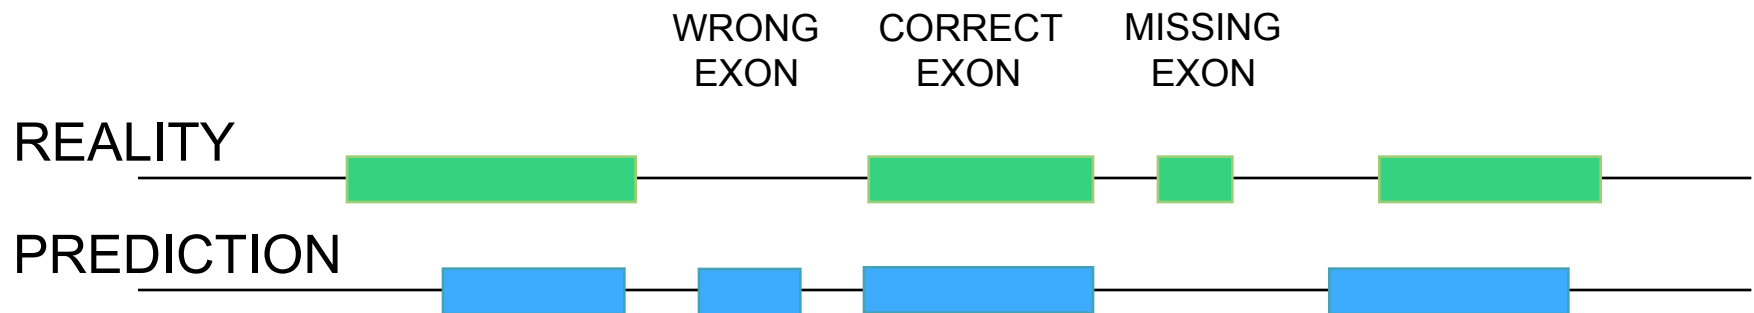 WRONG
EXON
CORRECT
EXON
MISSING
EXON
REALITY
PREDICTION